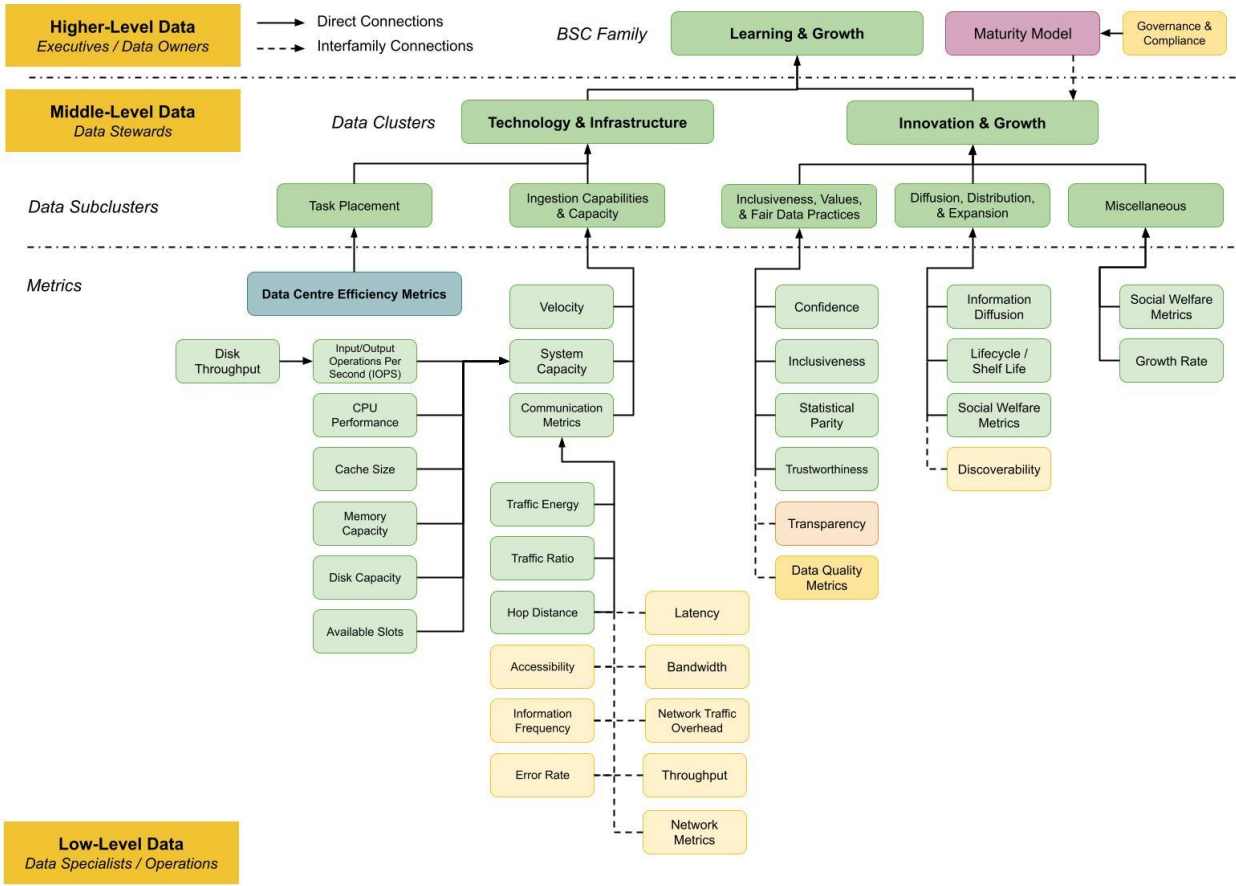 Higher-Level Data
Executives / Data Owners
Direct Connections
Interfamily Connections
BSC Family
Learning & Growth
Maturity Model
Governance &
Compliance
Middle-Level Data
Data Stewards
Data Clusters
Technology & Infrastructure
Innovation & Growth
Data Subclusters
Task Placement
Ingestion Capabilities
& Capacity
Inclusiveness, Values,
& Fair Data Practices
Diffusion, Distribution,
& Expansion
Miscellaneous
Metrics
Data Centre Efficiency Metrics
Disk
Throughput
Input/Output
Operations Per
Second (IOPS)
CPU
Performance
Cache Size
Memory
Capacity
Disk Capacity
Available Slots
Velocity
System
Capacity
Communication
Metrics
Traffic Energy
Traffic Ratio
Hop Distance
Accessibility
Information
Frequency
Error Rate
Latency
Bandwidth
Network Traffic
Overhead
Throughput
Network
Metrics
Confidence
Inclusiveness
Statistical
Parity
Trustworthiness
Transparency
Data Quality
Metrics
Information
Diffusion
Lifecycle /
Shelf Life
Social Welfare
Metrics
Discoverability
Social Welfare
Metrics
Growth Rate
Low-Level Data
Data Specialists / Operations